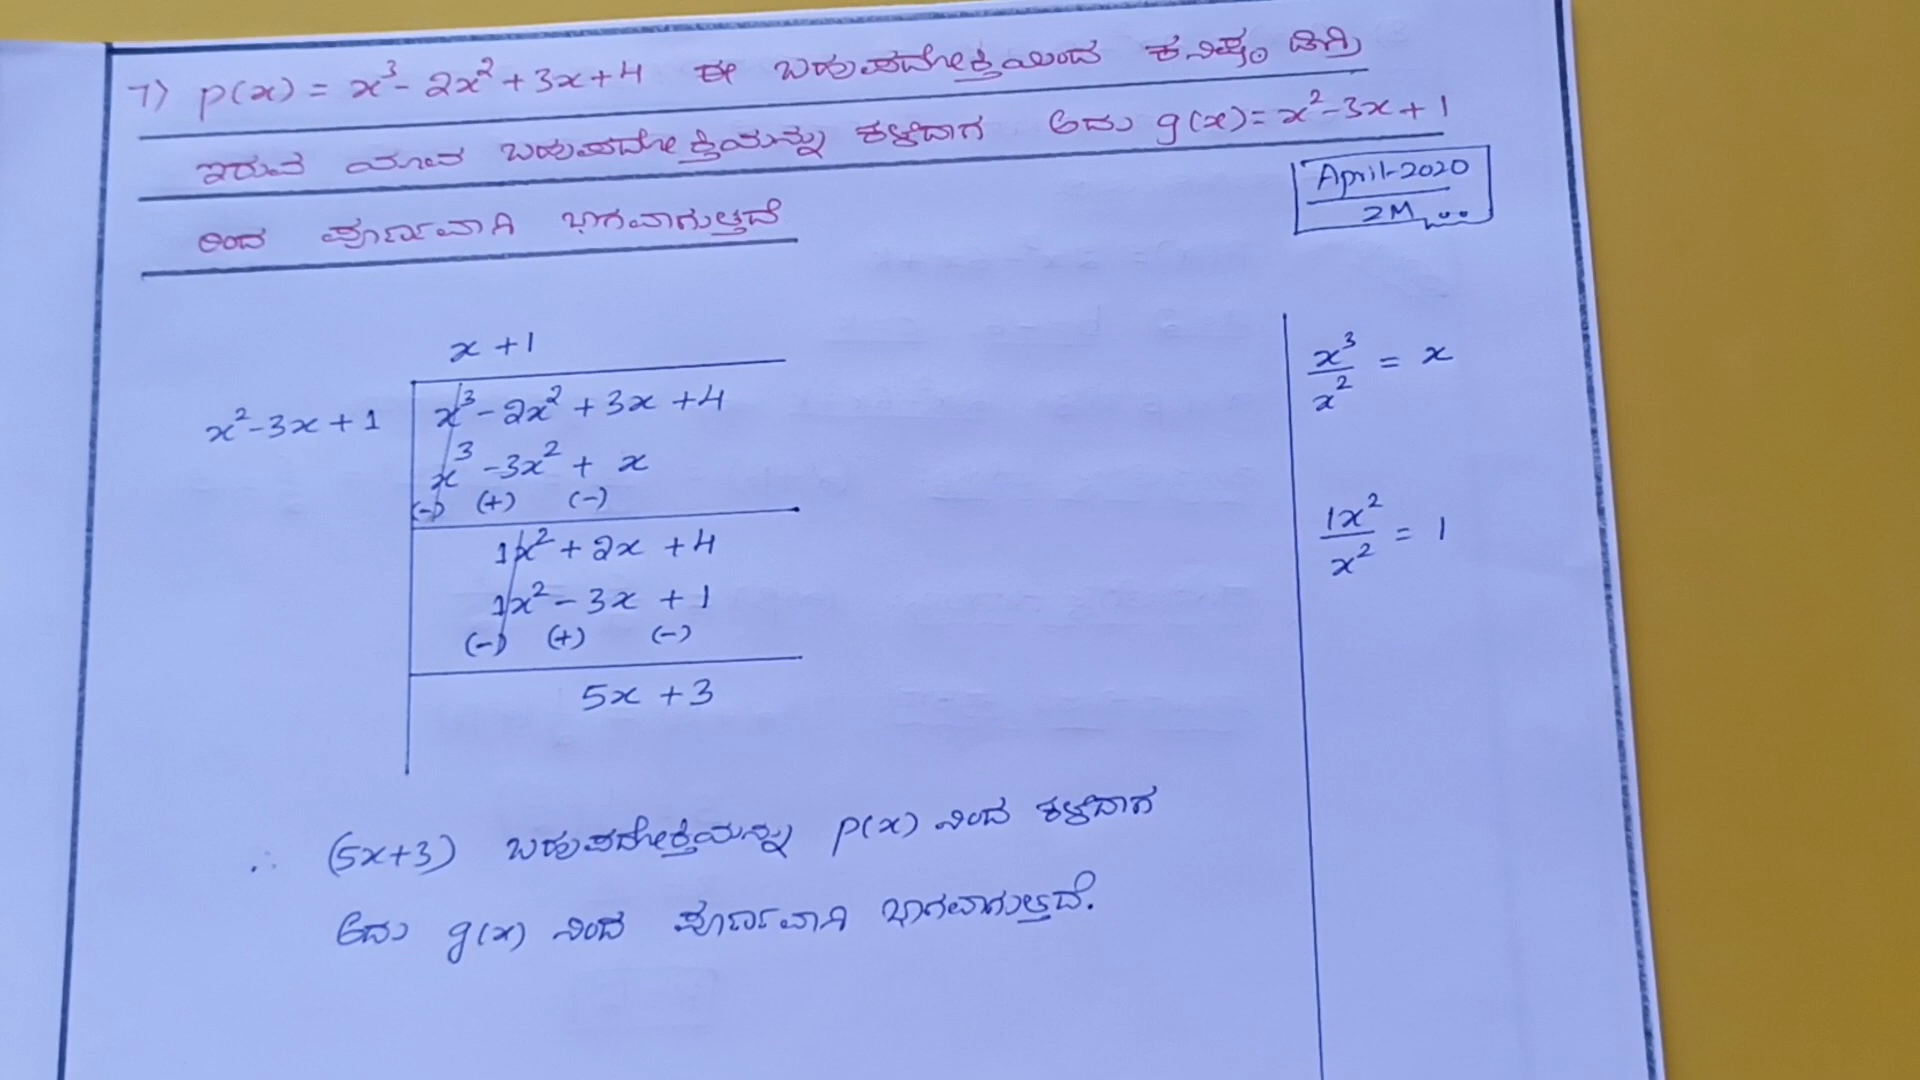 7) p(x) = x³ - 2x² + 3x + 4 ಈ ಬಹುಪದೋಕ್ತಿಯಿಂದ ಕನಿಷ್ಠ ಡಿಗ್ರಿ
ಇರುವ ಯಾವ ಬಹುಪದೋಕ್ತಿಯನ್ನು ಕಳೆದಾಗ ಅದು g(x) = x² - 3x + 1
ರಿಂದ ಪೂರ್ಣವಾಗಿ ಭಾಗವಾಗುತ್ತದೆ
April-2020
2M
x + 1
x² - 3x + 1
x³ - 2x² + 3x + 4
x³ - 3x² + x
(-) (+) (-)
1x² + 2x + 4
1x² - 3x + 1
(-) (+) (-)
5x + 3
x³/x² = x
1x²/x² = 1
∴ (5x+3) ಬಹುಪದೋಕ್ತಿಯನ್ನು p(x) ನಿಂದ ಕಳೆದಾಗ
ಅದು g(x) ನಿಂದ ಪೂರ್ಣವಾಗಿ ಭಾಗವಾಗುತ್ತದೆ.